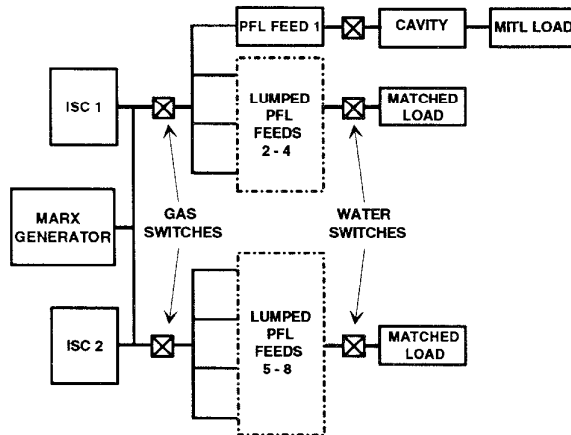 PFL FEED 1
CAVITY
MITL LOAD
ISC 1
LUMPED
PFL
FEEDS
2 - 4
MATCHED
LOAD
MARX
GENERATOR
GAS
SWITCHES
WATER
SWITCHES
ISC 2
LUMPED
PFL
FEEDS
5 - 8
MATCHED
LOAD